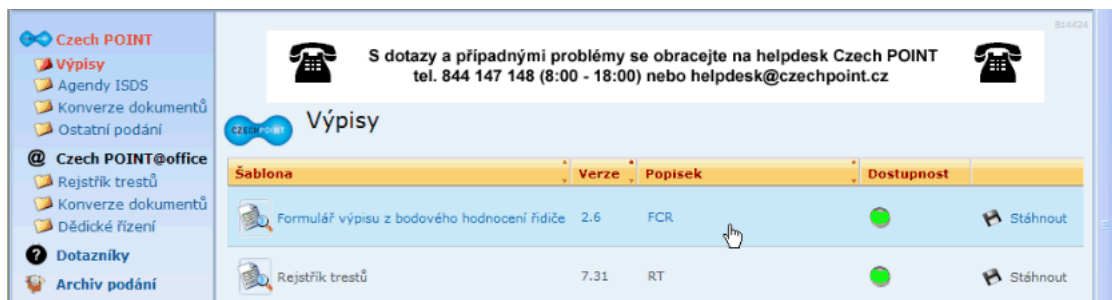 B14424
Czech POINT
Výpisy
Agendy ISDS
Konverze dokumentů
Ostatní podání
@ Czech POINT@office
Rejstřík trestů
Konverze dokumentů
Dědické řízení
Dotazníky
Archiv podání
S dotazy a případnými problémy se obracejte na helpdesk Czech POINT
tel. 844 147 148 (8:00 - 18:00) nebo helpdesk@czechpoint.cz
CZECH POINT
Výpisy
Šablona Verze Popisek Dostupnost
Formulář výpisu z bodového hodnocení řidiče 2.6 FCR Stáhnout
Rejstřík trestů 7.31 RT Stáhnout